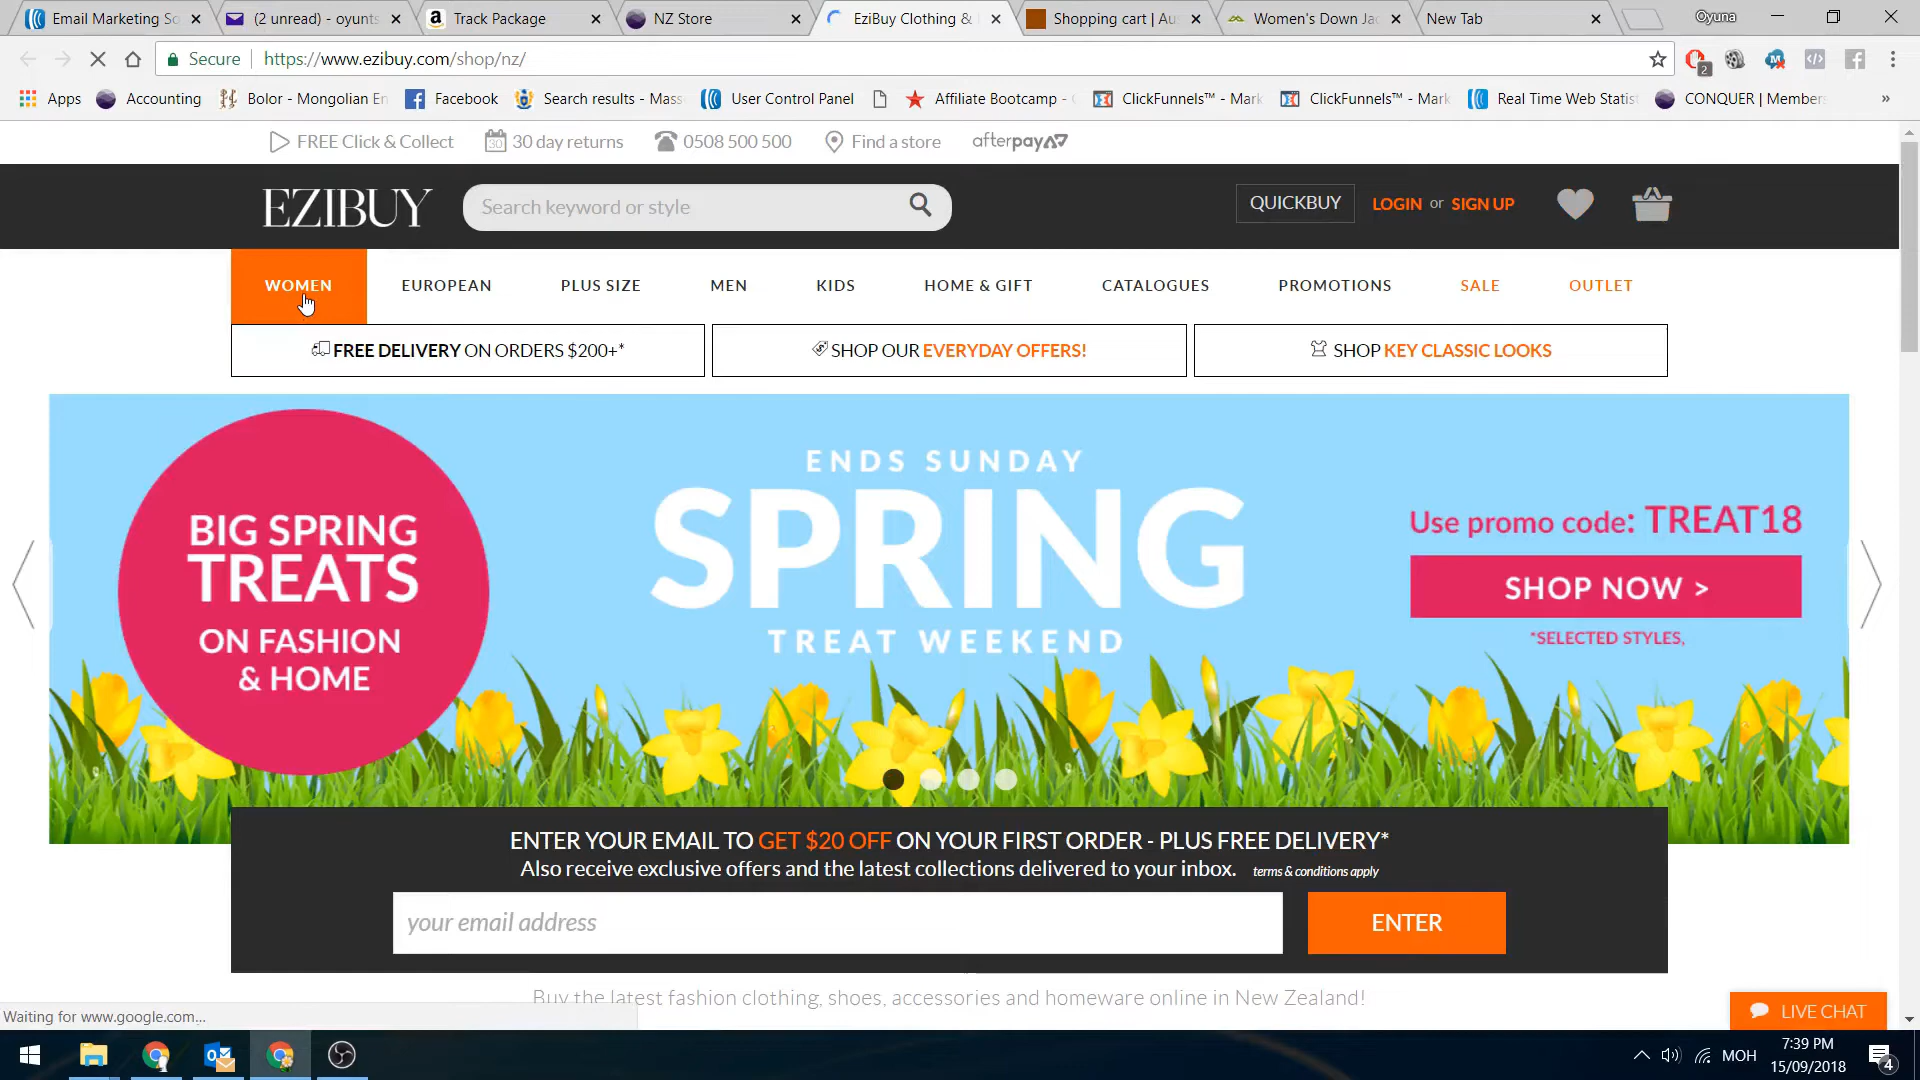 Email Marketing So
(2 unread) - oyunts
Track Package
NZ Store
EziBuy Clothing &
Shopping cart | Au
Women's Down Ja
New Tab
Oyuna
Secure
https://www.ezibuy.com/shop/nz/
2
Apps
Accounting
Bolor - Mongolian En
Facebook
Search results - Mass
User Control Panel
Affiliate Bootcamp -
ClickFunnels™ - Mark
ClickFunnels™ - Mark
Real Time Web Statist
CONQUER | Members
»
FREE Click & Collect
30
30 day returns
0508 500 500
Find a store
afterpay
EZIBUY
Search keyword or style
QUICKBUY
LOGIN or SIGN UP
WOMEN
EUROPEAN
PLUS SIZE
MEN
KIDS
HOME & GIFT
CATALOGUES
PROMOTIONS
SALE
OUTLET
FREE DELIVERY ON ORDERS $200+*
SHOP OUR EVERYDAY OFFERS!
SHOP KEY CLASSIC LOOKS
BIG SPRING
TREATS
ON FASHION
& HOME
ENDS SUNDAY
SPRING
TREAT WEEKEND
Use promo code: TREAT18
SHOP NOW >
*SELECTED STYLES,
ENTER YOUR EMAIL TO GET $20 OFF ON YOUR FIRST ORDER - PLUS FREE DELIVERY*
Also receive exclusive offers and the latest collections delivered to your inbox. terms & conditions apply
your email address
ENTER
Buy the latest fashion clothing, shoes, accessories and homeware online in New Zealand!
Waiting for www.google.com...
LIVE CHAT
MOH
7:39 PM
15/09/2018
4